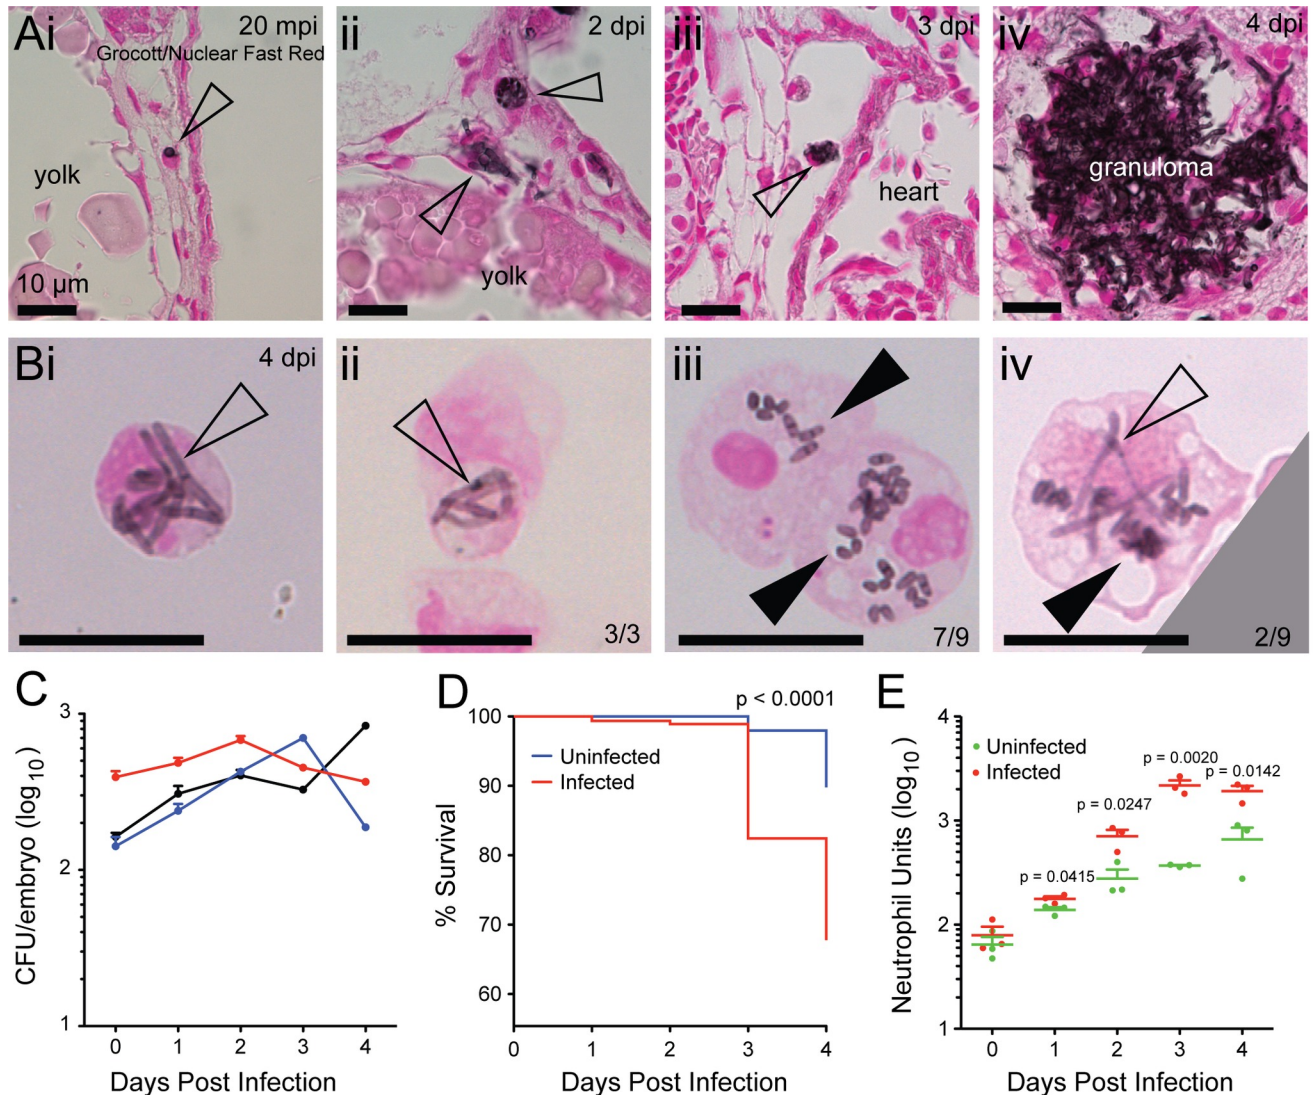 Ai
20 mpi
Grocott/Nuclear Fast Red
yolk
10 µm
ii
2 dpi
yolk
iii
3 dpi
heart
iv
4 dpi
granuloma
Bi
4 dpi
ii
3/3
iii
7/9
iv
2/9
C
CFU/embryo (log10)
3
2
1
0 1 2 3 4
Days Post Infection
D
p < 0.0001
% Survival
100
90
80
70
60
Uninfected
Infected
0 1 2 3 4
Days Post Infection
E
Neutrophil Units (log10)
4
3
2
1
Uninfected
Infected
p = 0.0415
p = 0.0247
p = 0.0020
p = 0.0142
0 1 2 3 4
Days Post Infection